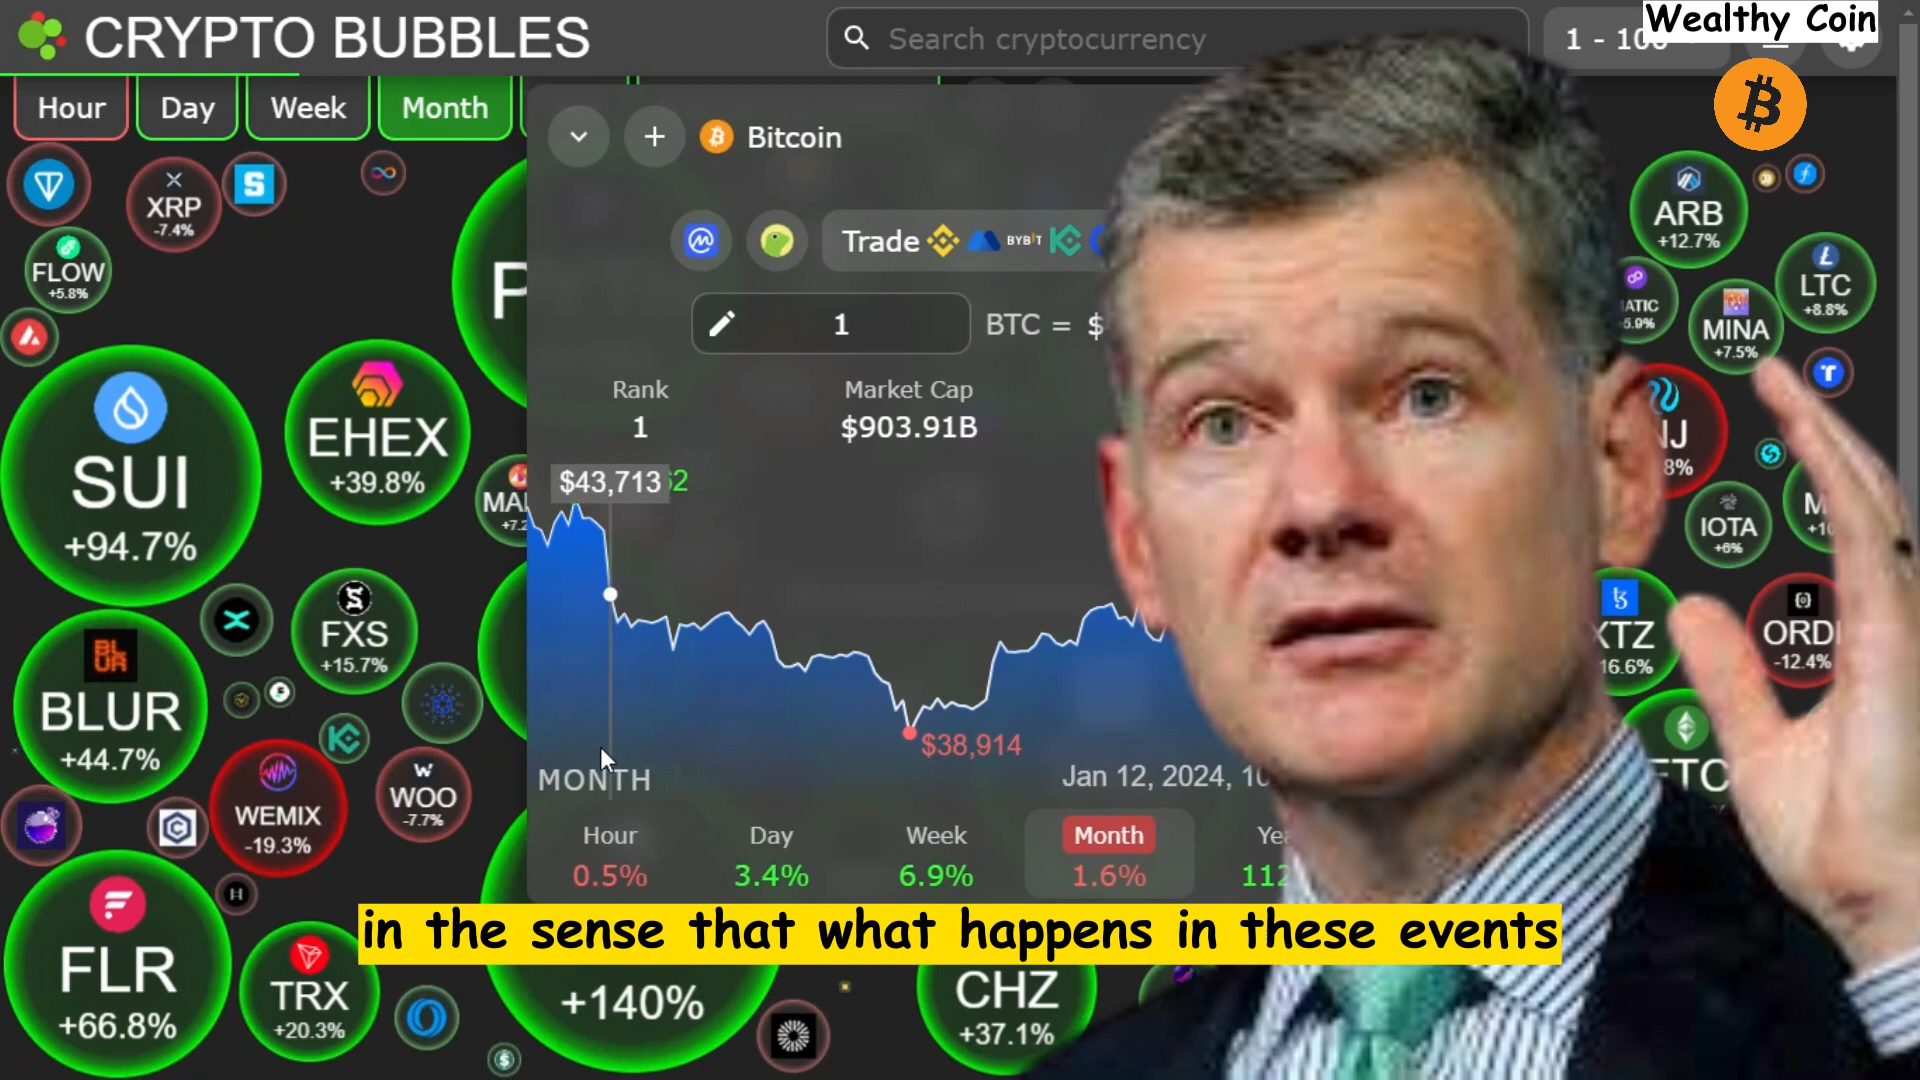 CRYPTO BUBBLES
Search cryptocurrency
Wealthy Coin
Hour
Day
Week
Month
Bitcoin
XRP
-7.4%
FLOW
+5.8%
Trade
BYBIT
ARB
+12.7%
LTC
+8.8%
MINA
+7.5%
1
BTC = $
Rank
1
Market Cap
$903.91B
SUI
+94.7%
EHEX
+39.8%
$43,713
IOTA
+6%
FXS
+15.7%
BLUR
+44.7%
XTZ
16.6%
ORDI
-12.4%
$38,914
MONTH
Jan 12, 2024,
WEMIX
-19.3%
WOO
-7.7%
Hour
0.5%
Day
3.4%
Week
6.9%
Month
1.6%
in the sense that what happens in these events
FLR
+66.8%
TRX
+20.3%
+140%
CHZ
+37.1%